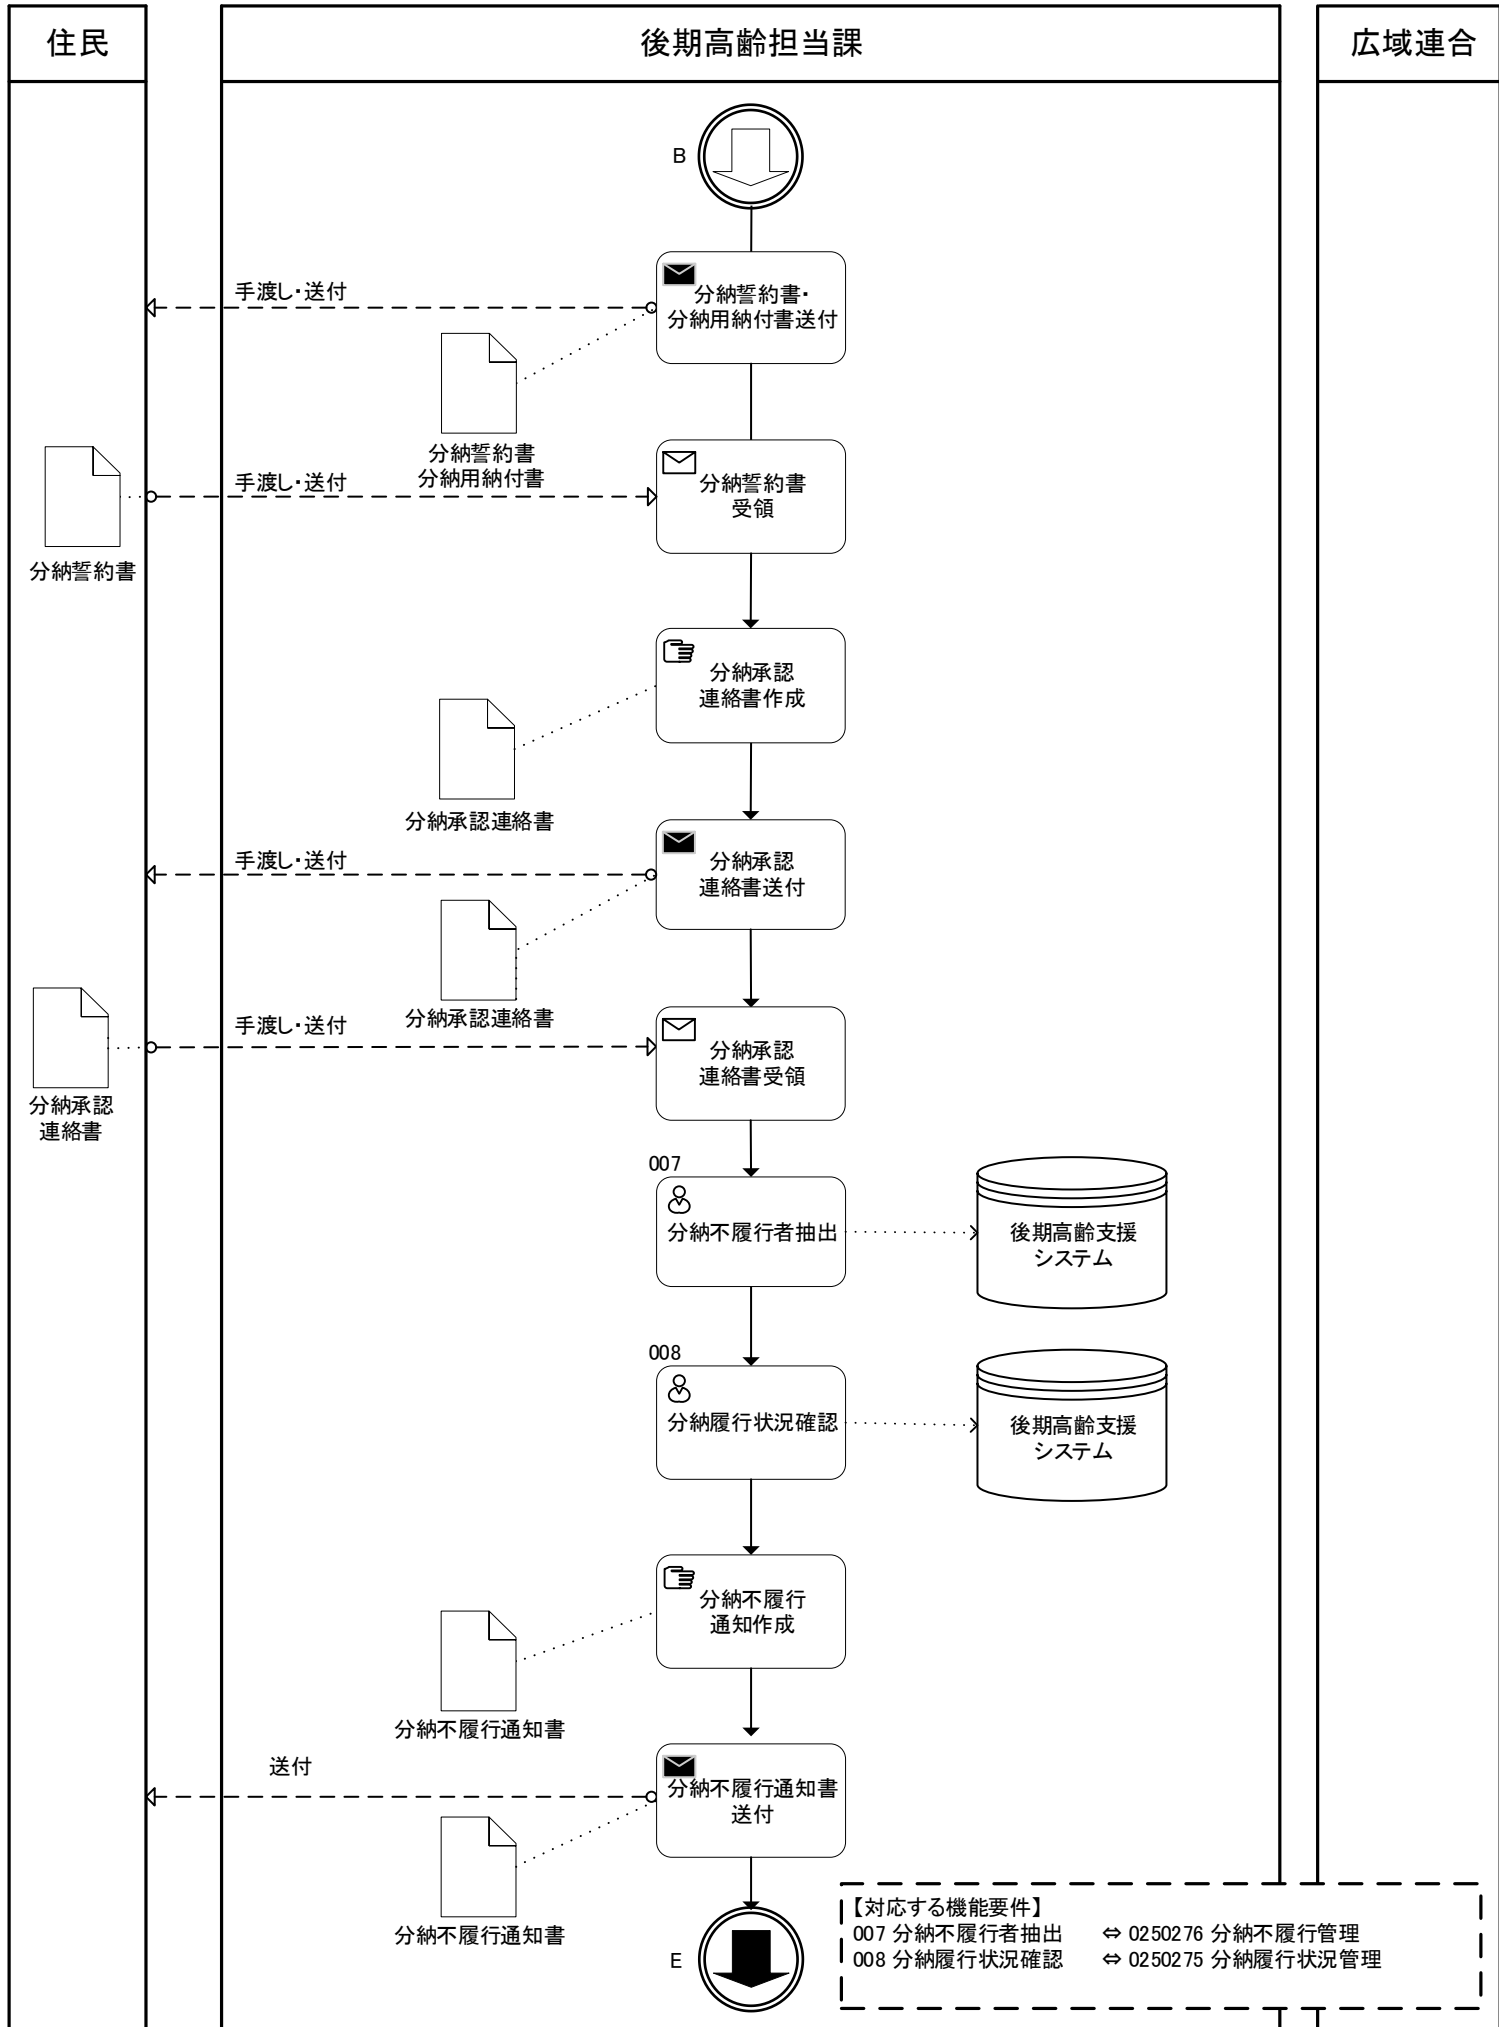 住民
後期高齢担当課
広域連合
B
手渡し・送付
分納誓約書・
分納用納付書送付
分納誓約書
分納用納付書
手渡し・送付
分納誓約書
受領
分納誓約書
分納承認
連絡書作成
分納承認連絡書
手渡し・送付
分納承認
連絡書送付
分納承認連絡書
手渡し・送付
分納承認
連絡書受領
分納承認
連絡書
007
分納不履行者抽出
後期高齢支援
システム
008
分納履行状況確認
後期高齢支援
システム
分納不履行
通知作成
分納不履行通知書
送付
分納不履行通知書
送付
分納不履行通知書
E
【対応する機能要件】
007 分納不履行者抽出 ⇔ 0250276 分納不履行管理
008 分納履行状況確認 ⇔ 0250275 分納履行状況管理